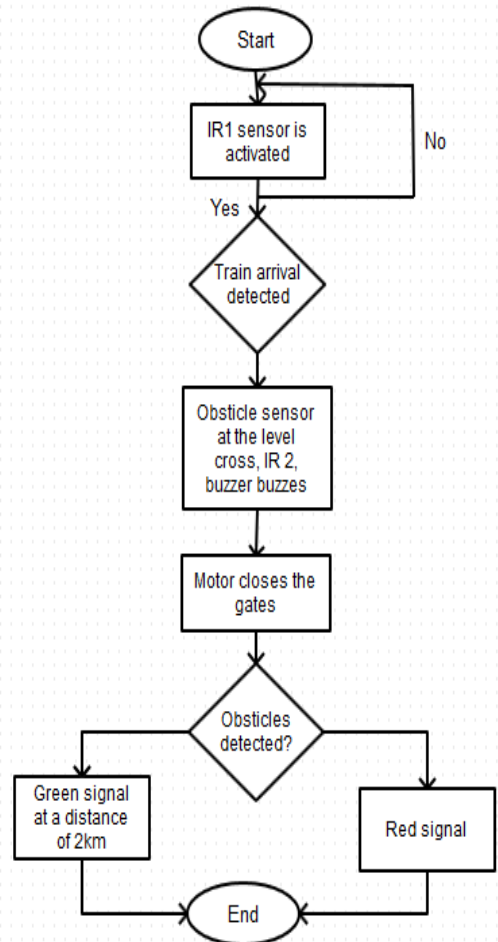 Start
IR1 sensor is
activated
No
Yes
Train arrival
detected
Obsticle sensor
at the level
cross, IR 2,
buzzer buzzes
Motor closes the
gates
Obsticles
detected?
Green signal
at a distance
of 2km
Red signal
End